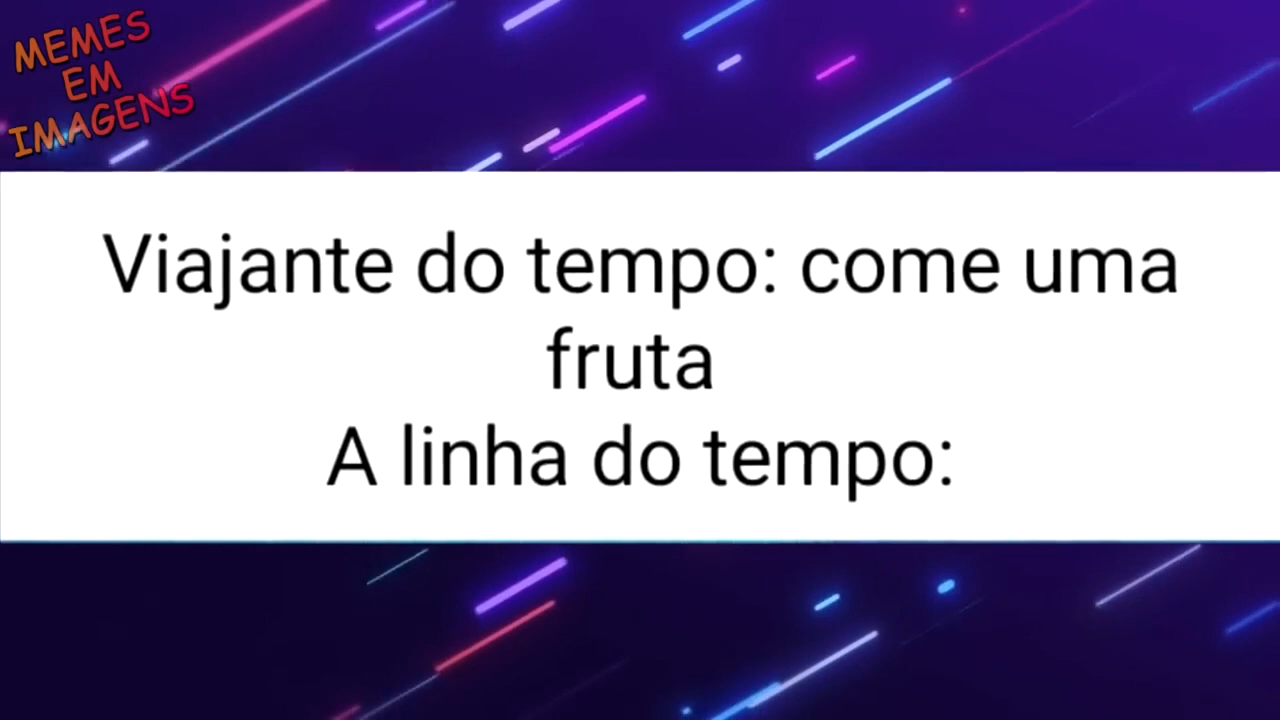 MEMES
EM
IMAGENS
Viajante do tempo: come uma
fruta
A linha do tempo: